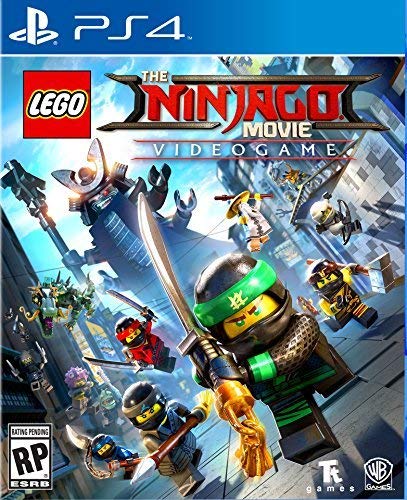 PS4
LEGO
THE
NINJAGO
MOVIE
VIDEOGAME
RATING PENDING
RP
ESRB
Tt
games
WB
GAMES